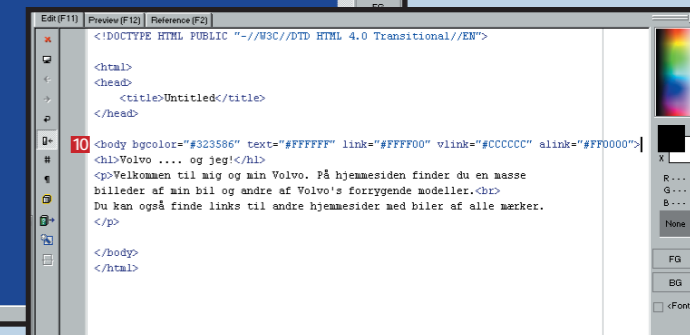 FG
Edit (F11) Preview (F12) Reference (F2)
<!DOCTYPE HTML PUBLIC "-//W3C//DTD HTML 4.0 Transitional//EN">
<html>
<head>
<title>Untitled</title>
</head>
10 <body bgcolor="#323586" text="#FFFFFF" link="#FFFF00" vlink="#CCCCCC" alink="#FF0000">
<h1>Volvo .... og jeg!</h1>
<p>Velkommen til mig og min Volvo. På hjemmesiden finder du en masse
billeder af min bil og andre af Volvo's forrygende modeller.<br>
Du kan også finde links til andre hjemmesider med biler af alle mærker.
</p>
</body>
</html>
X
R...
G...
B...
None
FG
BG
<Font